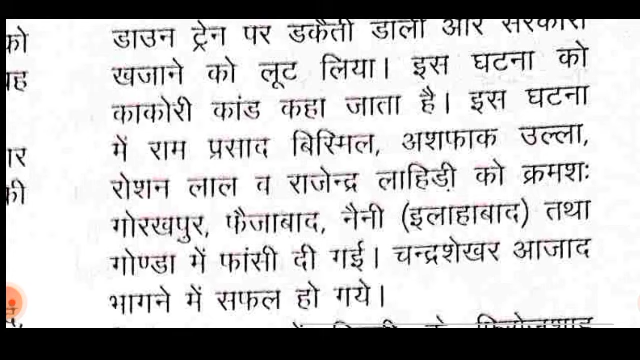 को डाउन ट्रेन पर डकैती डाली और सरकारी
यह खजाने को लूट लिया। इस घटना को
काकोरी कांड कहा जाता है। इस घटना
में राम प्रसाद बिस्मिल, अशफाक उल्ला,
रोशन लाल व राजेन्द्र लाहिड़ी को क्रमशः
गोरखपुर, फैजाबाद, नैनी (इलाहाबाद) तथा
गोण्डा में फांसी दी गई। चन्द्रशेखर आजाद
भागने में सफल हो गये।